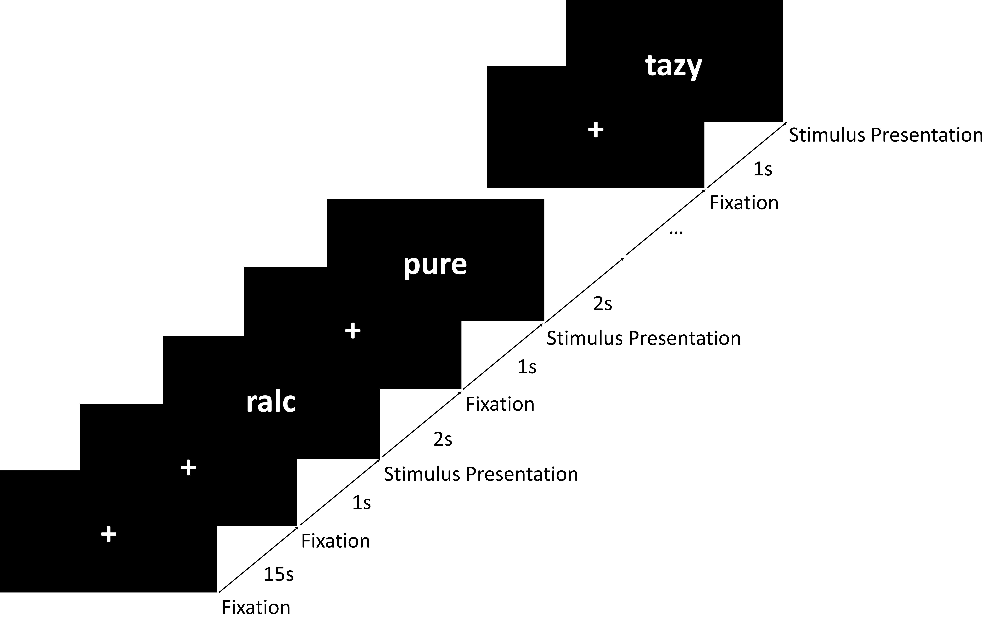 tazy
+
Stimulus Presentation
1s
Fixation
...
pure
2s
+
Stimulus Presentation
1s
ralc
Fixation
2s
+
Stimulus Presentation
1s
+
Fixation
15s
Fixation